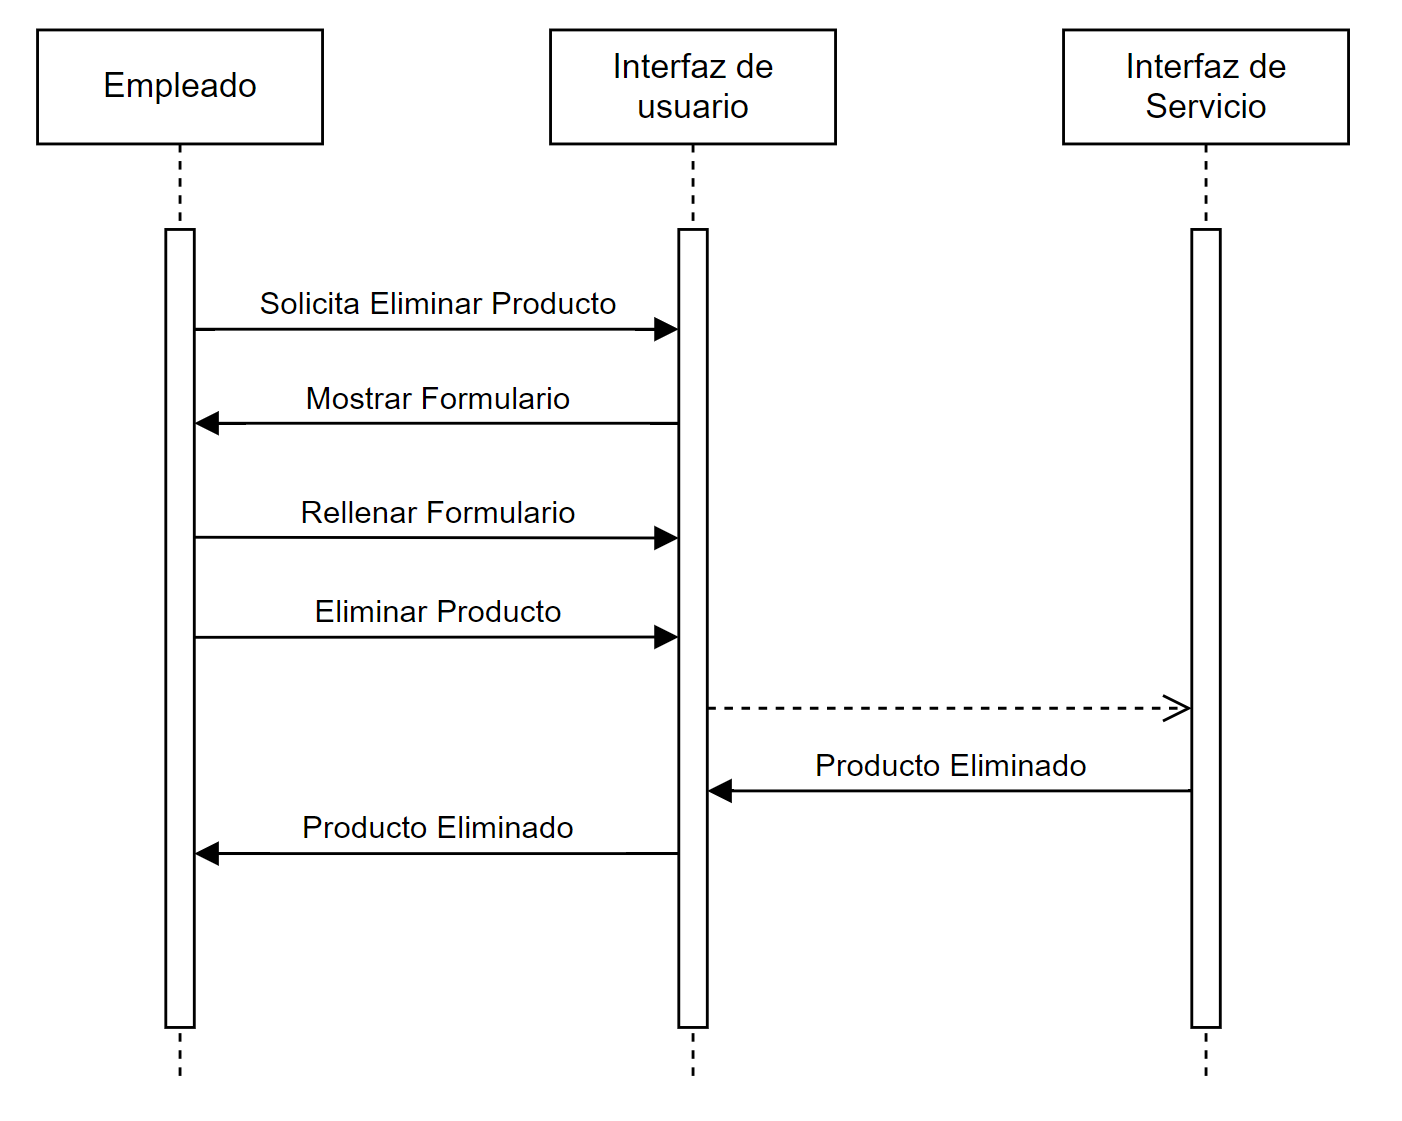 Empleado
Interfaz de
usuario
Interfaz de
Servicio
Solicita Eliminar Producto
Mostrar Formulario
Rellenar Formulario
Eliminar Producto
Producto Eliminado
Producto Eliminado